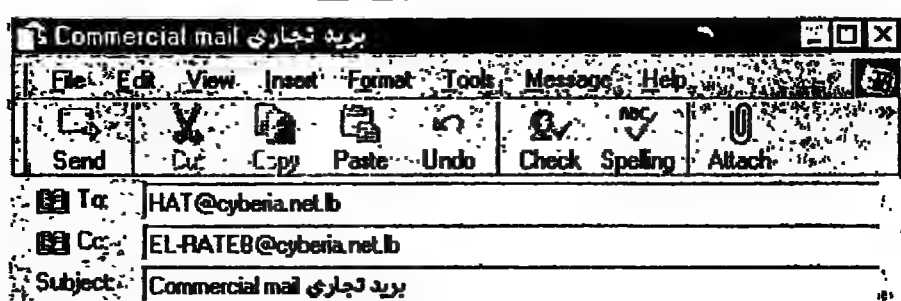 Commercial mail بريد تجاري
File Edit View Insert Format Tools Message Help
Send Cut Copy Paste Undo Check Spelling Attach
To: HAT@cyberia.net.lb
Cc: EL-RATEB@cyberia.net.lb
Subject: Commercial mail بريد تجاري